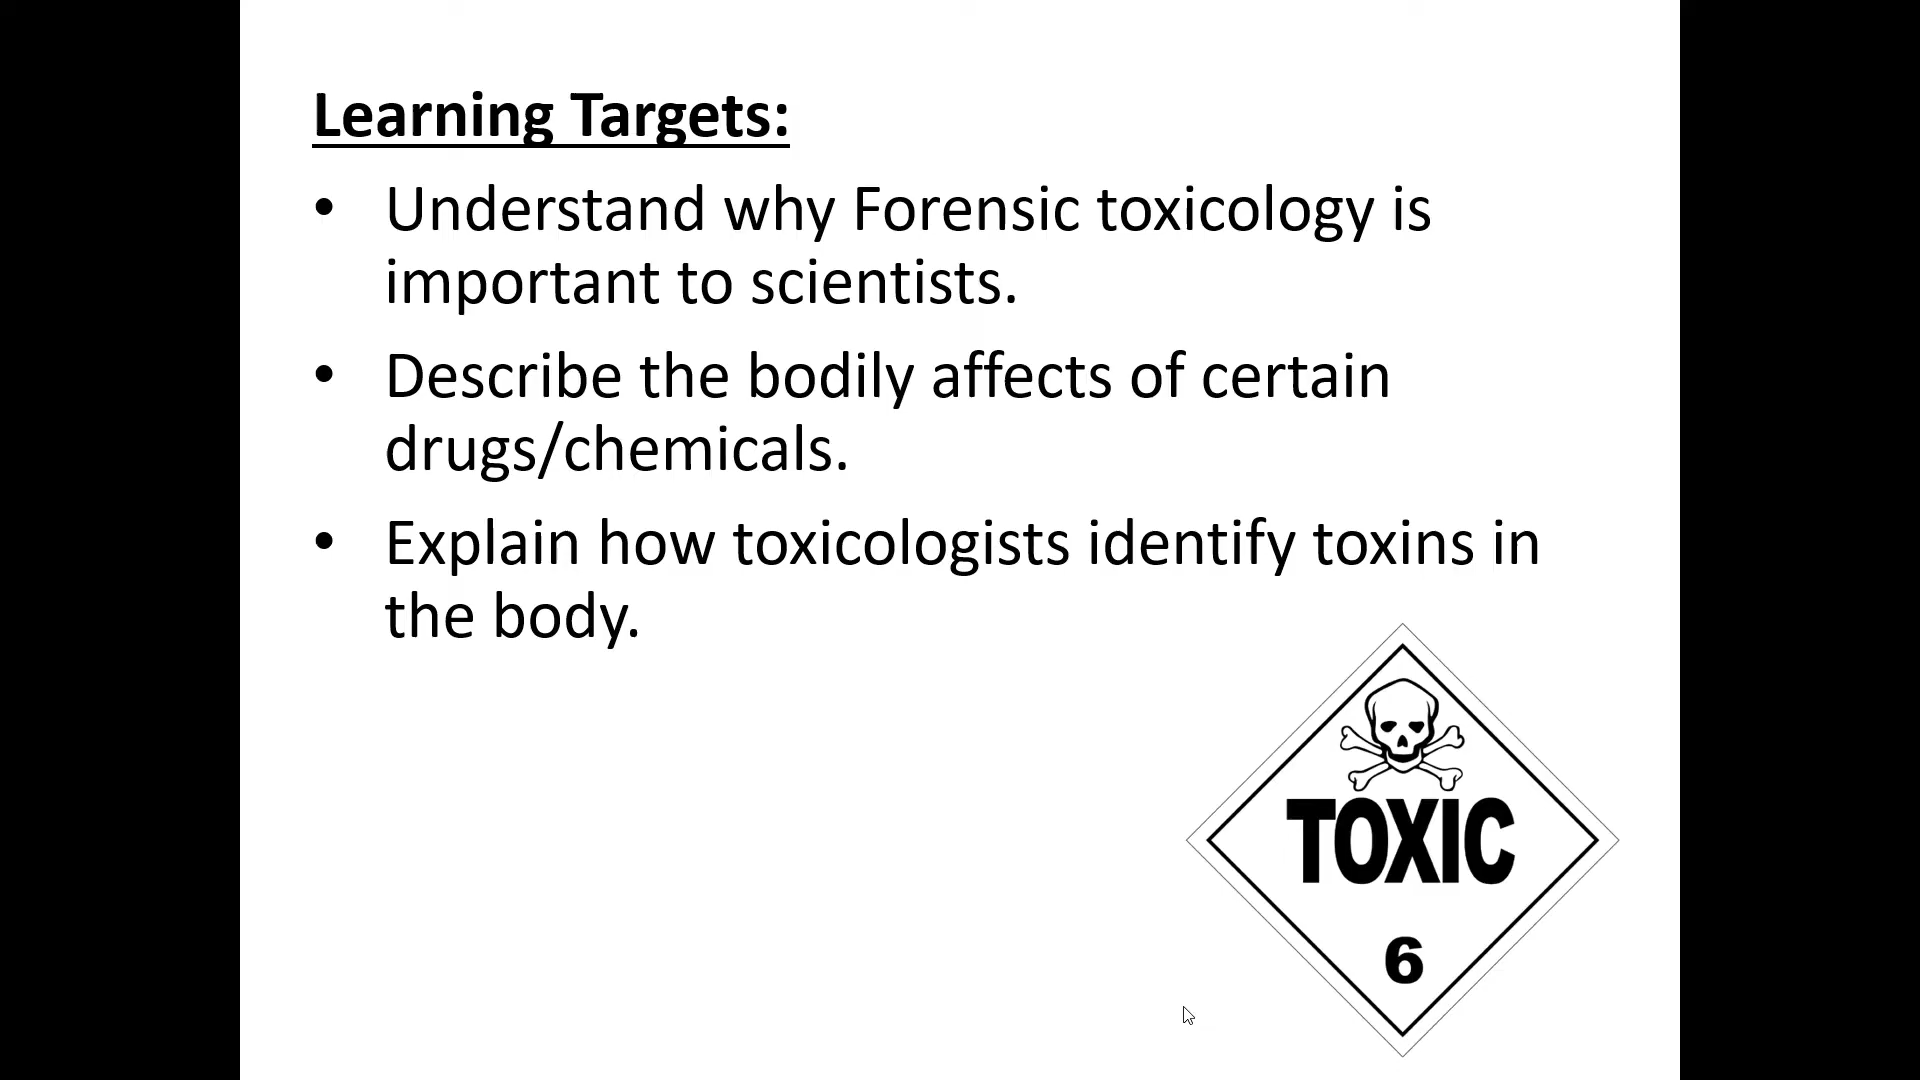 Learning Targets:
• Understand why Forensic toxicology is
important to scientists.
• Describe the bodily affects of certain
drugs/chemicals.
• Explain how toxicologists identify toxins in
the body.
TOXIC
6